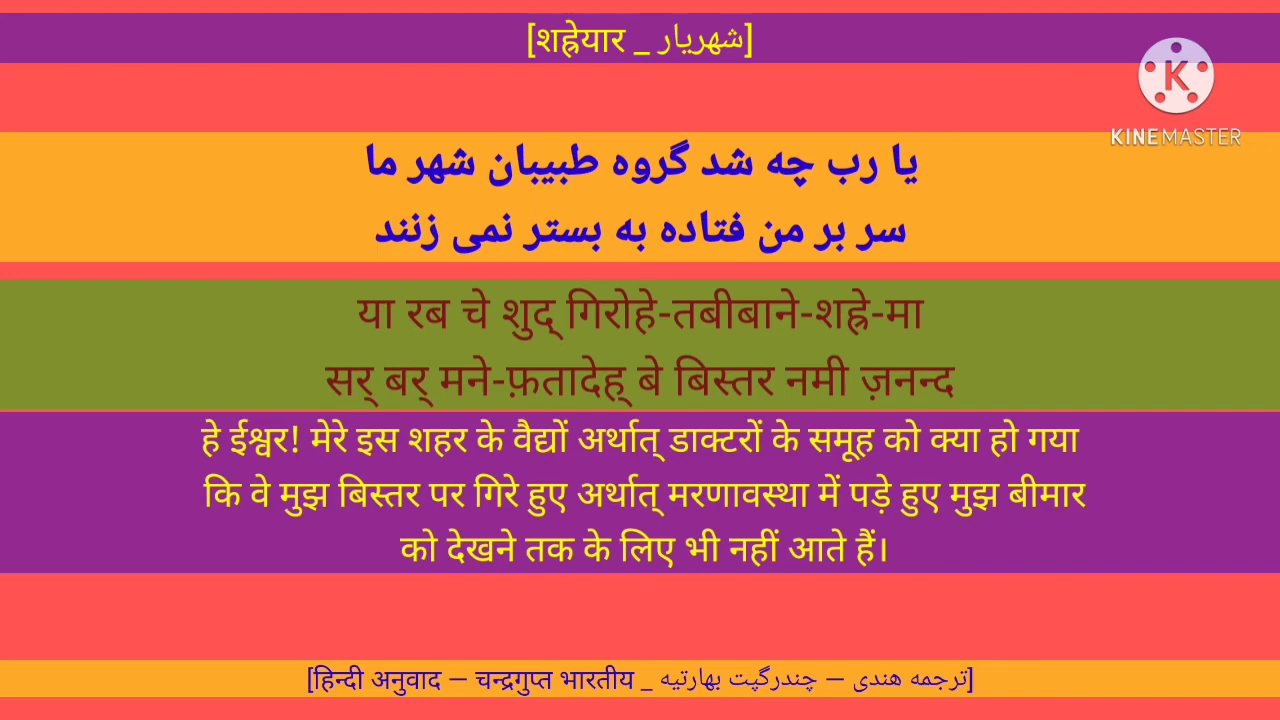 [शह्रेयार _ شهریار]
KINEMASTER
یا رب چه شد گروه طبیبان شهر ما
سر بر من فتاده به بستر نمی زنند
या रब चे शुद् गिरोहे-तबीबाने-शह्रे-मा
सर् बर् मने-फ़तादेह् बे बिस्तर नमी ज़नन्द
हे ईश्वर! मेरे इस शहर के वैद्यों अर्थात् डाक्टरों के समूह को क्या हो गया
कि वे मुझ बिस्तर पर गिरे हुए अर्थात् मरणावस्था में पड़े हुए मुझ बीमार
को देखने तक के लिए भी नहीं आते हैं।
[हिन्दी अनुवाद — चन्द्रगुप्त भारतीय _ ترجمه هندی — چندرگپت بهارتیه]